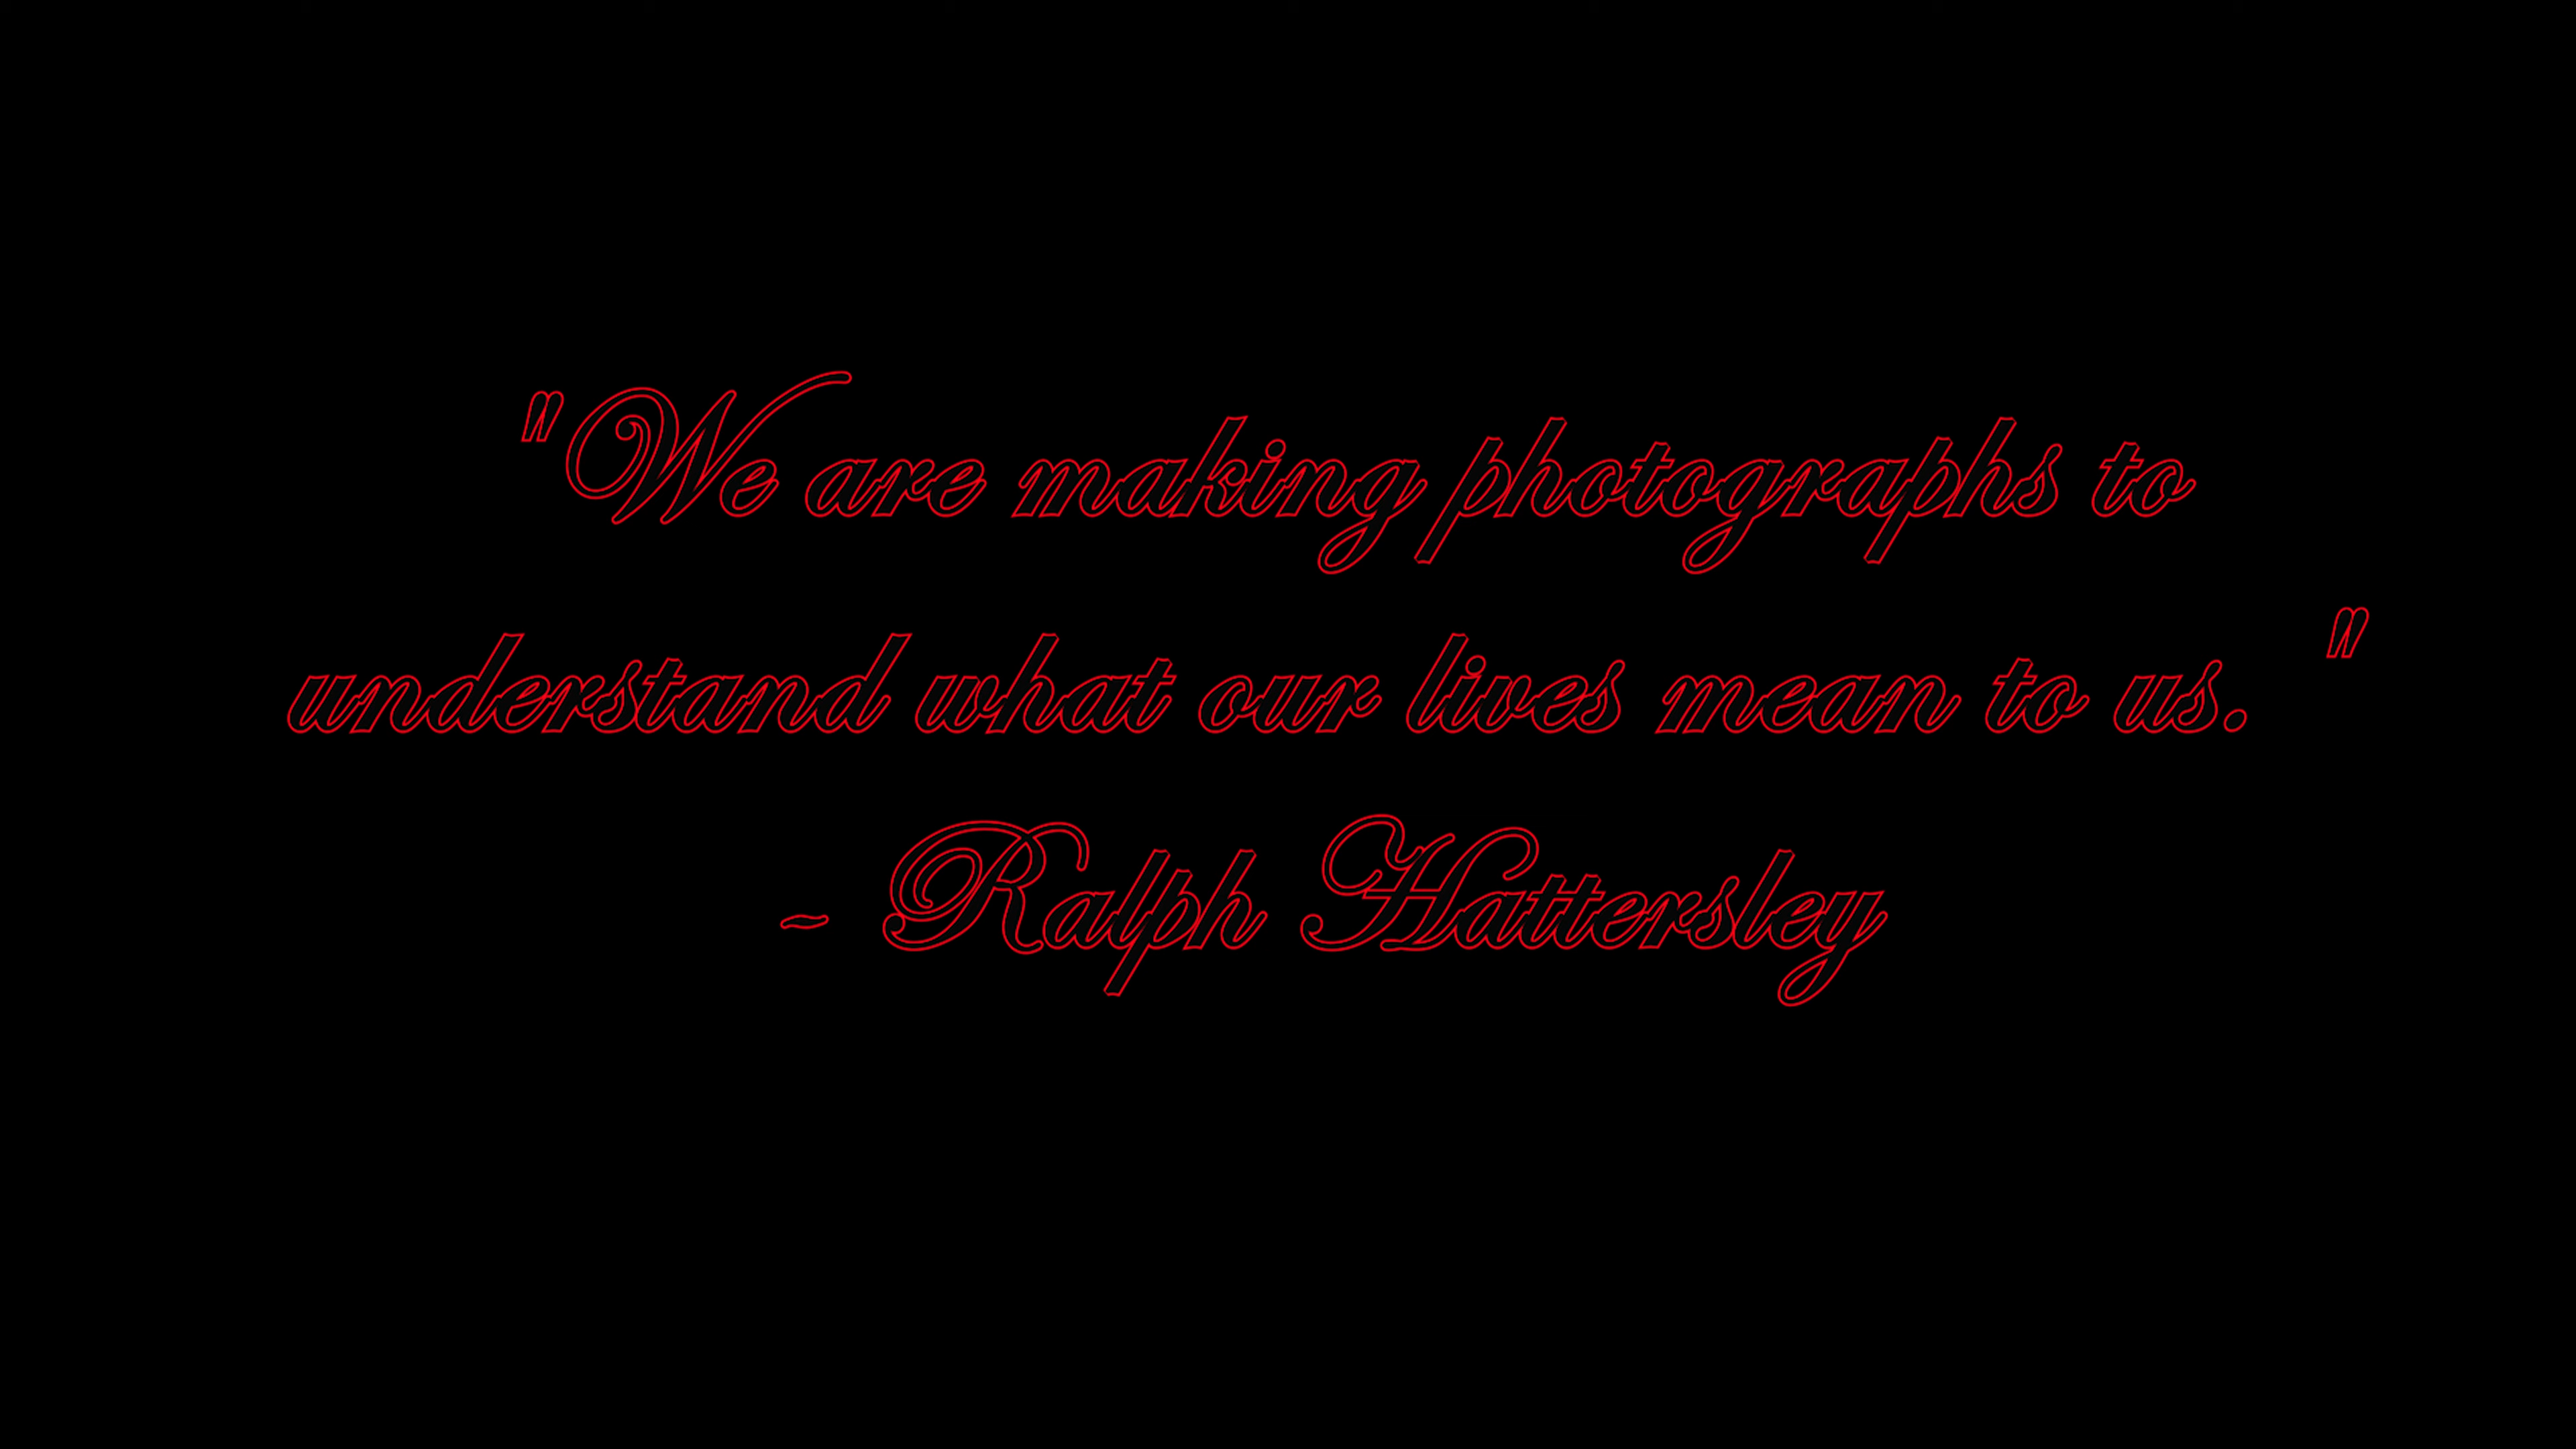 "We are making photographs to
understand what our lives mean to us. "
- Ralph Hattersley